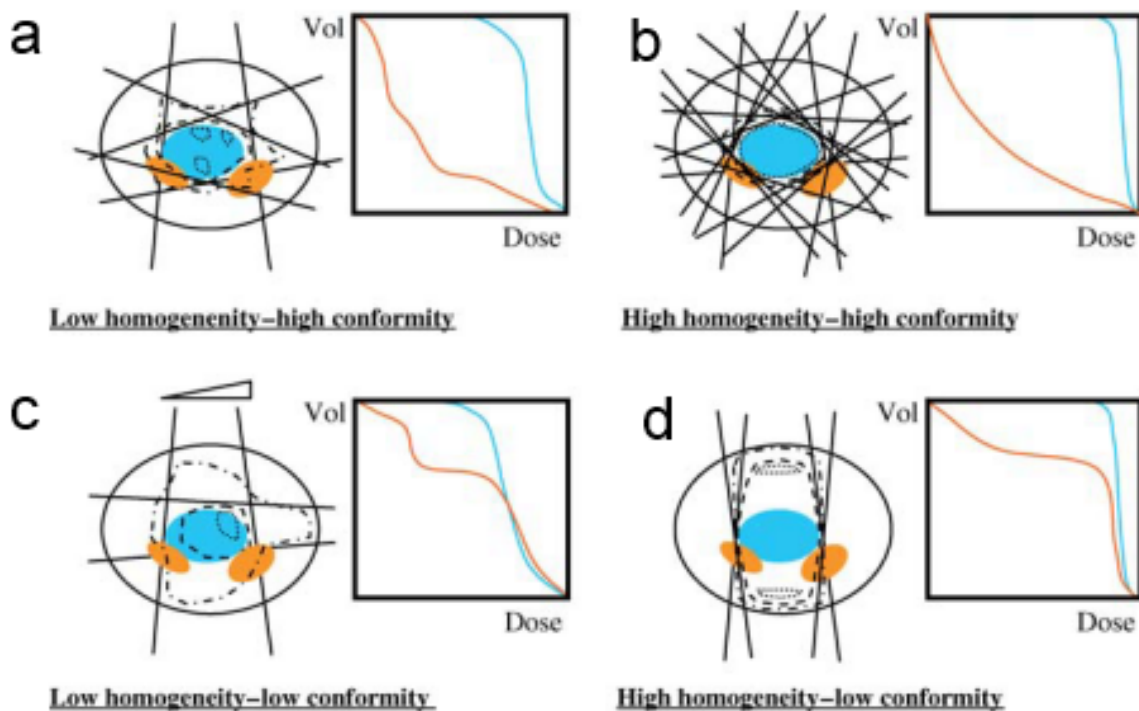 a
Vol
Dose
Low homogenenity–high conformity
b
Vol
Dose
High homogeneity–high conformity
c
Vol
Dose
Low homogeneity–low conformity
d
Vol
Dose
High homogeneity–low conformity